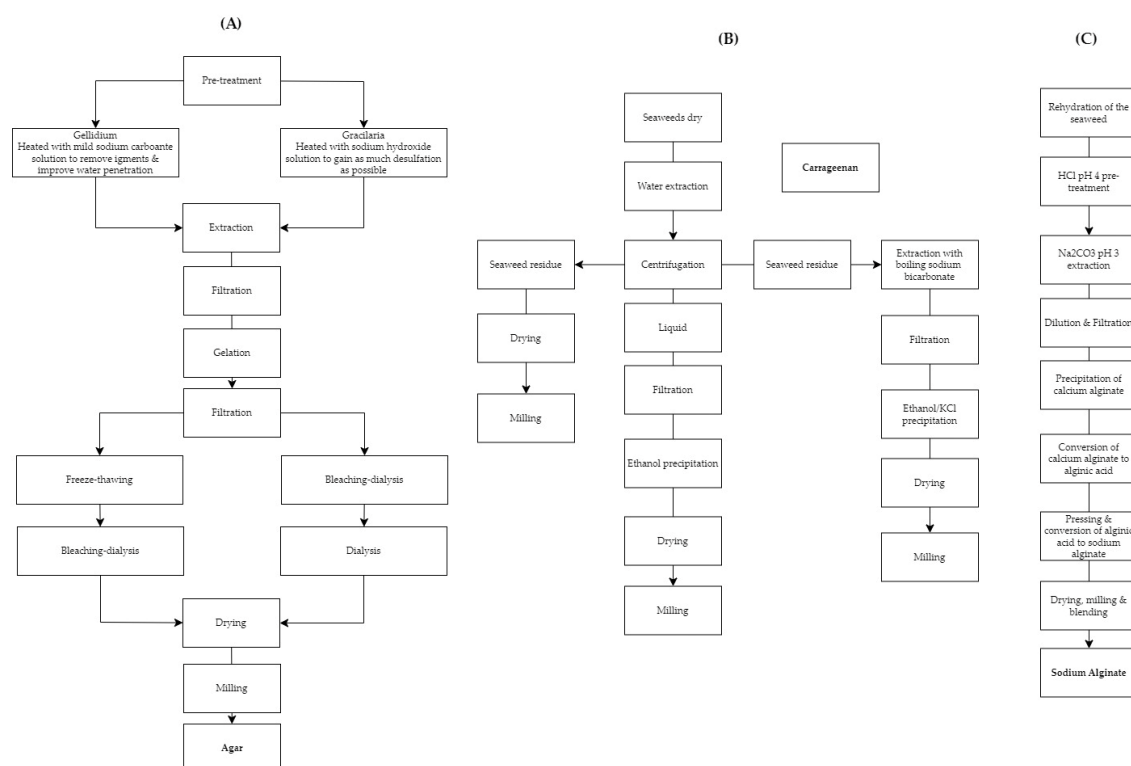 (A)
Pre-treatment
Gellidium
Heated with mild sodium carboante
solution to remove igments &
improve water penetration
Gracilaria
Heated with sodium hydroxide
solution to gain as much desulfation
as possible
Extraction
Filtration
Gelation
Filtration
Freeze-thawing
Bleaching-dialysis
Bleaching-dialysis
Dialysis
Drying
Milling
Agar
(B)
Seaweeds dry
Carrageenan
Water extraction
Seaweed residue
Centrifugation
Seaweed residue
Extraction with
boiling sodium
bicarbonate
Drying
Milling
Liquid
Filtration
Ethanol precipitation
Drying
Milling
Filtration
Ethanol/KCl
precipitation
Drying
Milling
(C)
Rehydration of the
seaweed
HCl pH 4 pre-
treatment
Na2CO3 pH 3
extraction
Dilution & Filtration
Precipitation of
calcium alginate
Conversion of
calcium alginate to
alginic acid
Pressing &
conversion of alginic
acid to sodium
alginate
Drying, milling &
blending
Sodium Alginate